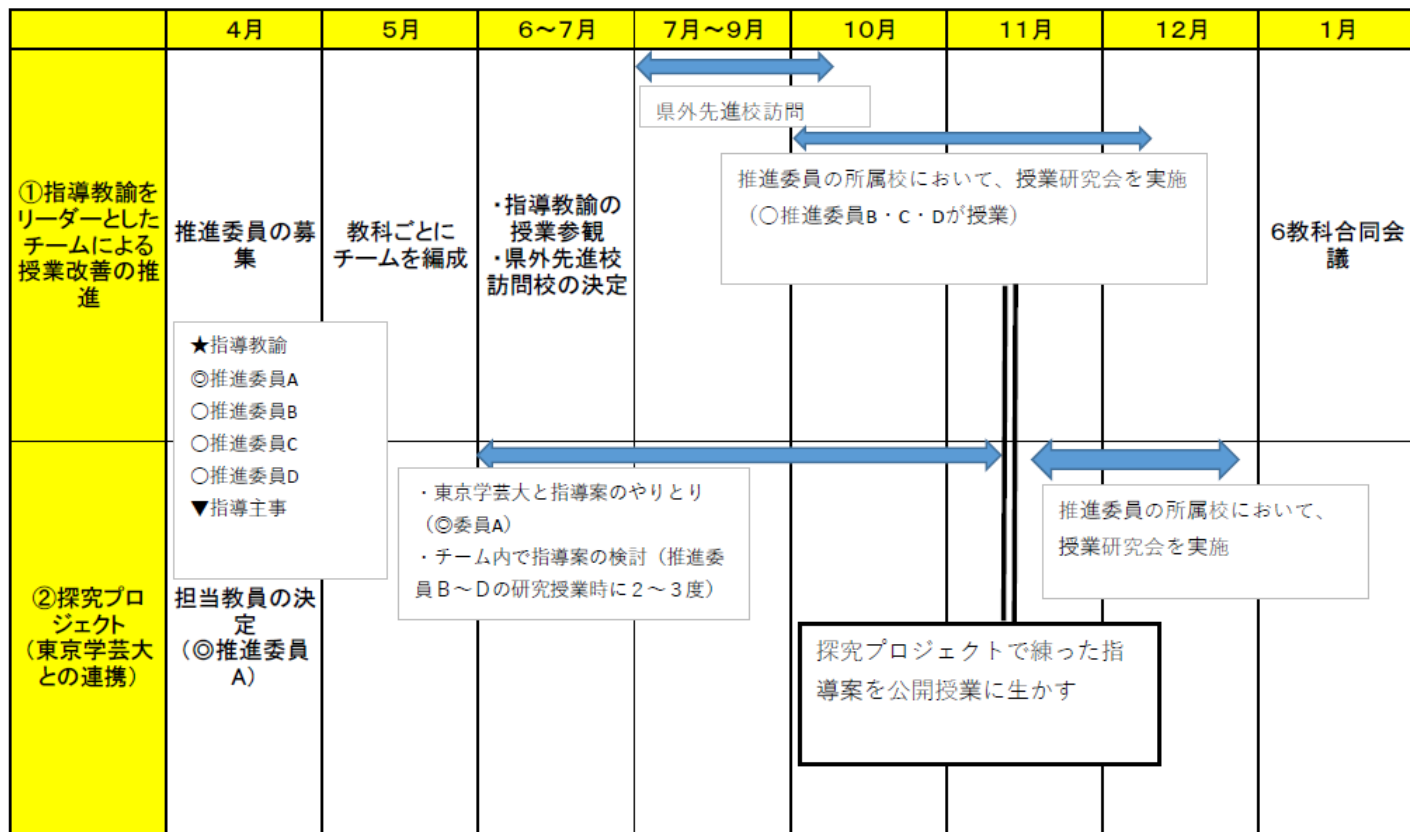 4月
5月
6～7月
7月～9月
10月
11月
12月
1月
①指導教諭を
リーダーとした
チームによる
授業改善の推
進
推進委員の募
集
教科ごとに
チームを編成
・指導教諭の
授業参観
・県外先進校
訪問校の決定
県外先進校訪問
推進委員の所属校において、授業研究会を実施
（〇推進委員B・C・Dが授業）
6教科合同会
議
★指導教諭
◎推進委員A
〇推進委員B
〇推進委員C
〇推進委員D
▼指導主事
②探究プロ
ジェクト
（東京学芸大
との連携）
担当教員の決
定
（◎推進委員
A）
・東京学芸大と指導案のやりとり
（◎委員A）
・チーム内で指導案の検討（推進委
員Ｂ～Ｄの研究授業時に２～３度）
推進委員の所属校において、
授業研究会を実施
探究プロジェクトで練った指
導案を公開授業に生かす